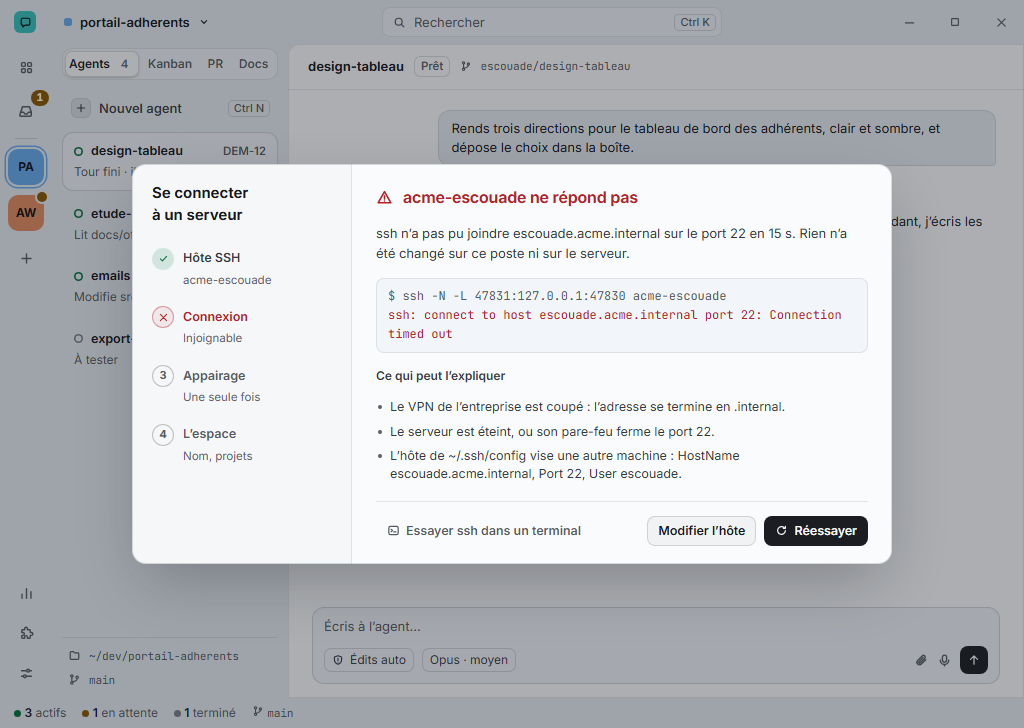 portail-adherents
Rechercher
Ctrl K
Agents 4
Kanban
PR
Docs
design-tableau
Prêt
escouade/design-tableau
1
Nouvel agent
Ctrl N
Rends trois directions pour le tableau de bord des adhérents, clair et sombre, et
dépose le choix dans la boîte.
PA
design-tableau
DEM-12
Tour fini
AW
etude-
Lit docs/
emails
Modifie
export-
À tester
j’écris les
Se connecter
à un serveur
Hôte SSH
acme-escouade
Connexion
Injoignable
3
Appairage
Une seule fois
4
L’espace
Nom, projets
acme-escouade ne répond pas
ssh n’a pas pu joindre escouade.acme.internal sur le port 22 en 15 s. Rien n’a
été changé sur ce poste ni sur le serveur.
$ ssh -N -L 47831:127.0.0.1:47830 acme-escouade
ssh: connect to host escouade.acme.internal port 22: Connection
timed out
Ce qui peut l’expliquer
• Le VPN de l’entreprise est coupé : l’adresse se termine en .internal.
• Le serveur est éteint, ou son pare-feu ferme le port 22.
• L’hôte de ~/.ssh/config vise une autre machine : HostName
escouade.acme.internal, Port 22, User escouade.
Essayer ssh dans un terminal
Modifier l’hôte
Réessayer
Écris à l’agent…
Édits auto
Opus · moyen
~/dev/portail-adherents
main
3 actifs
1 en attente
1 terminé
main